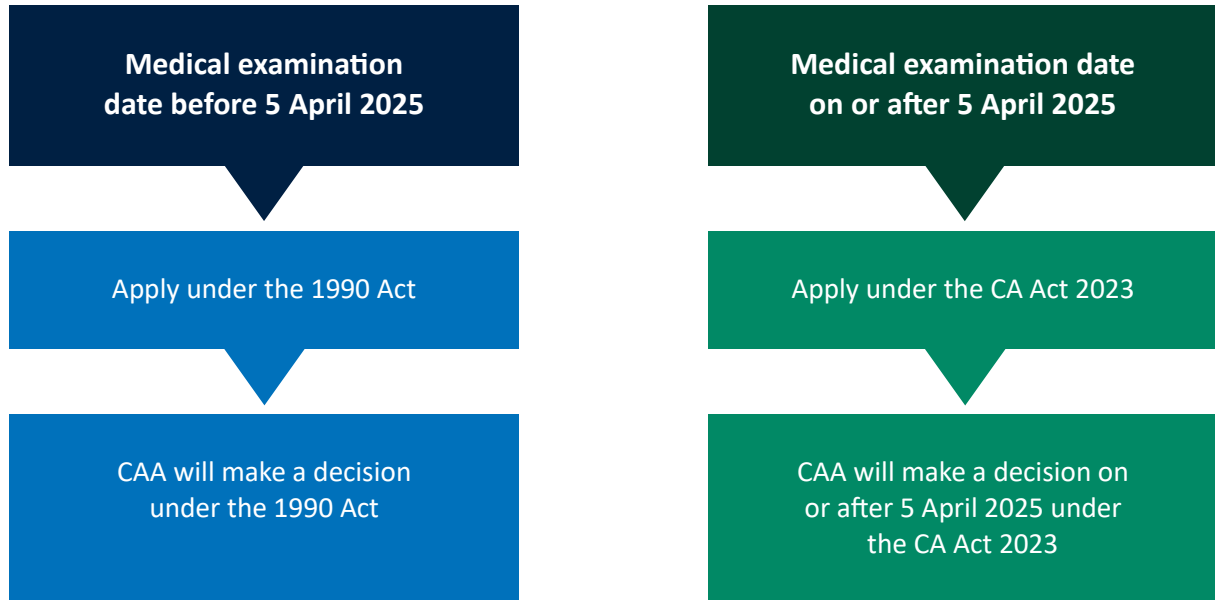 Medical examination
date before 5 April 2025
Apply under the 1990 Act
CAA will make a decision
under the 1990 Act
Medical examination date
on or after 5 April 2025
Apply under the CA Act 2023
CAA will make a decision on
or after 5 April 2025 under
the CA Act 2023